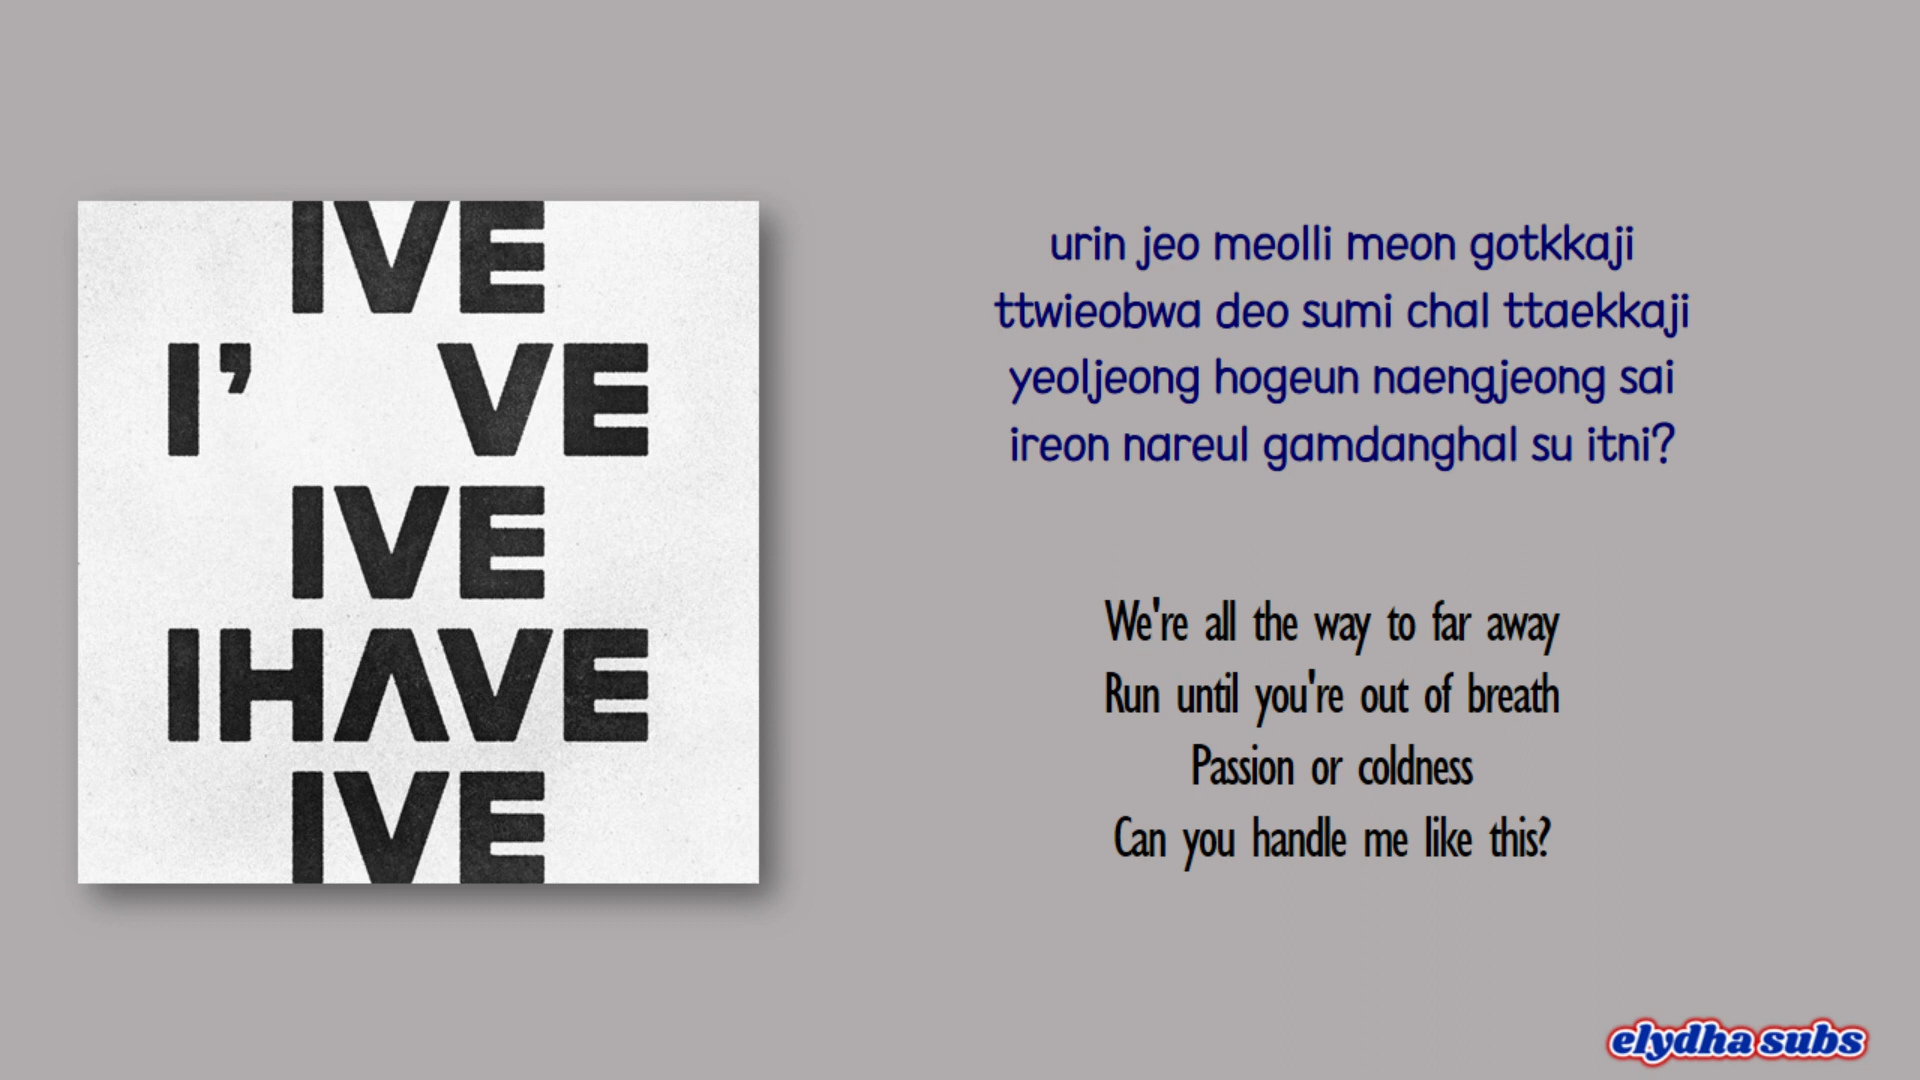 IVE
I' VE
IVE
IHAVE
IVE
urin jeo meolli meon gotkkaji
ttwieobwa deo sumi chal ttaekkaji
yeoljeong hogeun naengjeong sai
ireon nareul gamdanghal su itni?
We're all the way to far away
Run until you're out of breath
Passion or coldness
Can you handle me like this?
elydha subs